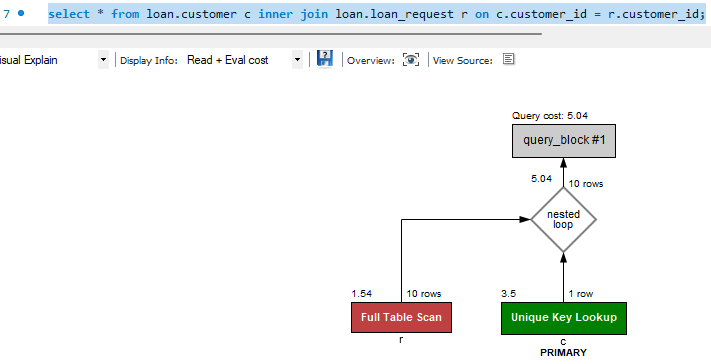 7 select * from loan.customer c inner join loan.loan_request r on c.customer_id = r.customer_id;
isual Explain Display Info: Read + Eval cost Overview: View Source:
Query cost: 5.04
query_block #1
5.04 10 rows
nested
loop
1.54 10 rows 3.5 1 row
Full Table Scan Unique Key Lookup
r c
PRIMARY